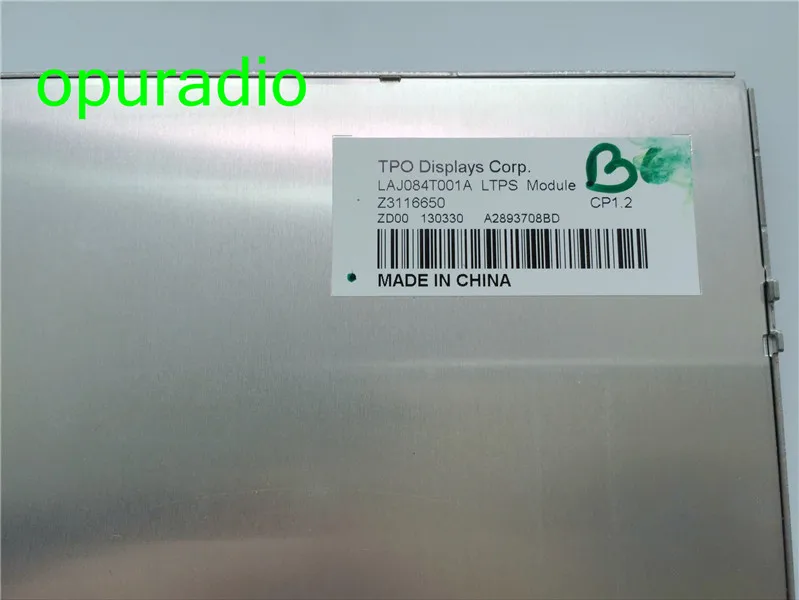 opuradio
TPO Displays Corp.
LAJ084T001A LTPS Module
Z3116650 CP1.2
ZD00 130330 A2893708BD
MADE IN CHINA
B